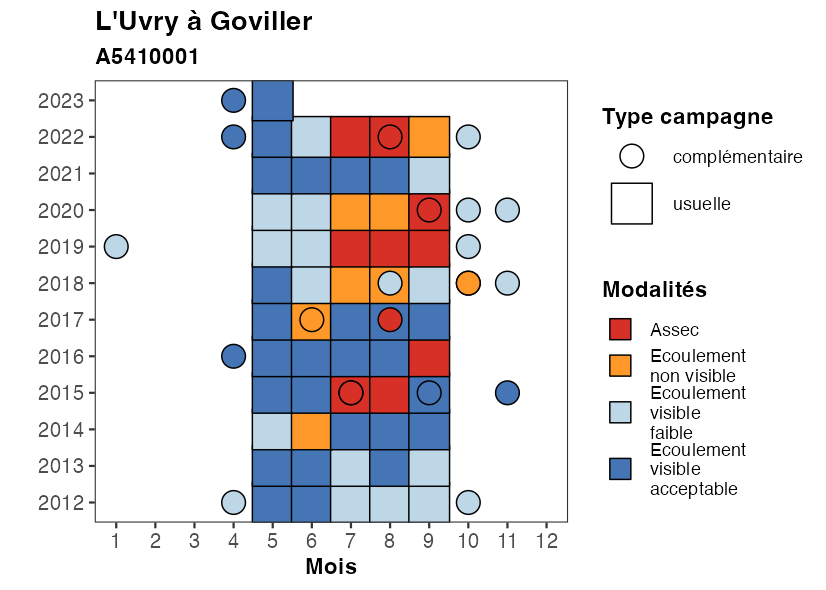 L'Uvry à Goviller
A5410001
2023
2022
2021
2020
2019
2018
2017
2016
2015
2014
2013
2012
1 2 3 4 5 6 7 8 9 10 11 12
Mois
Type campagne
complémentaire
usuelle
Modalités
Assec
Ecoulement
non visible
Ecoulement
visible
faible
Ecoulement
visible
acceptable